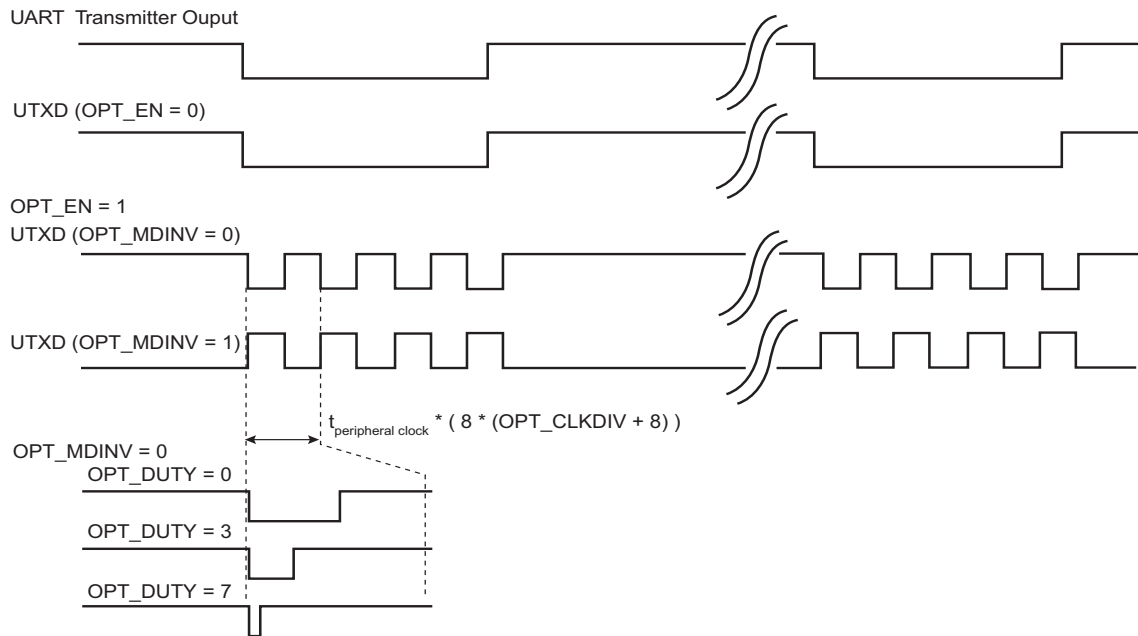 UART Transmitter Ouput
UTXD (OPT_EN = 0)
OPT_EN = 1
UTXD (OPT_MDINV = 0)
UTXD (OPT_MDINV = 1)
tperipheral clock * ( 8 * (OPT_CLKDIV + 8) )
OPT_MDINV = 0
OPT_DUTY = 0
OPT_DUTY = 3
OPT_DUTY = 7